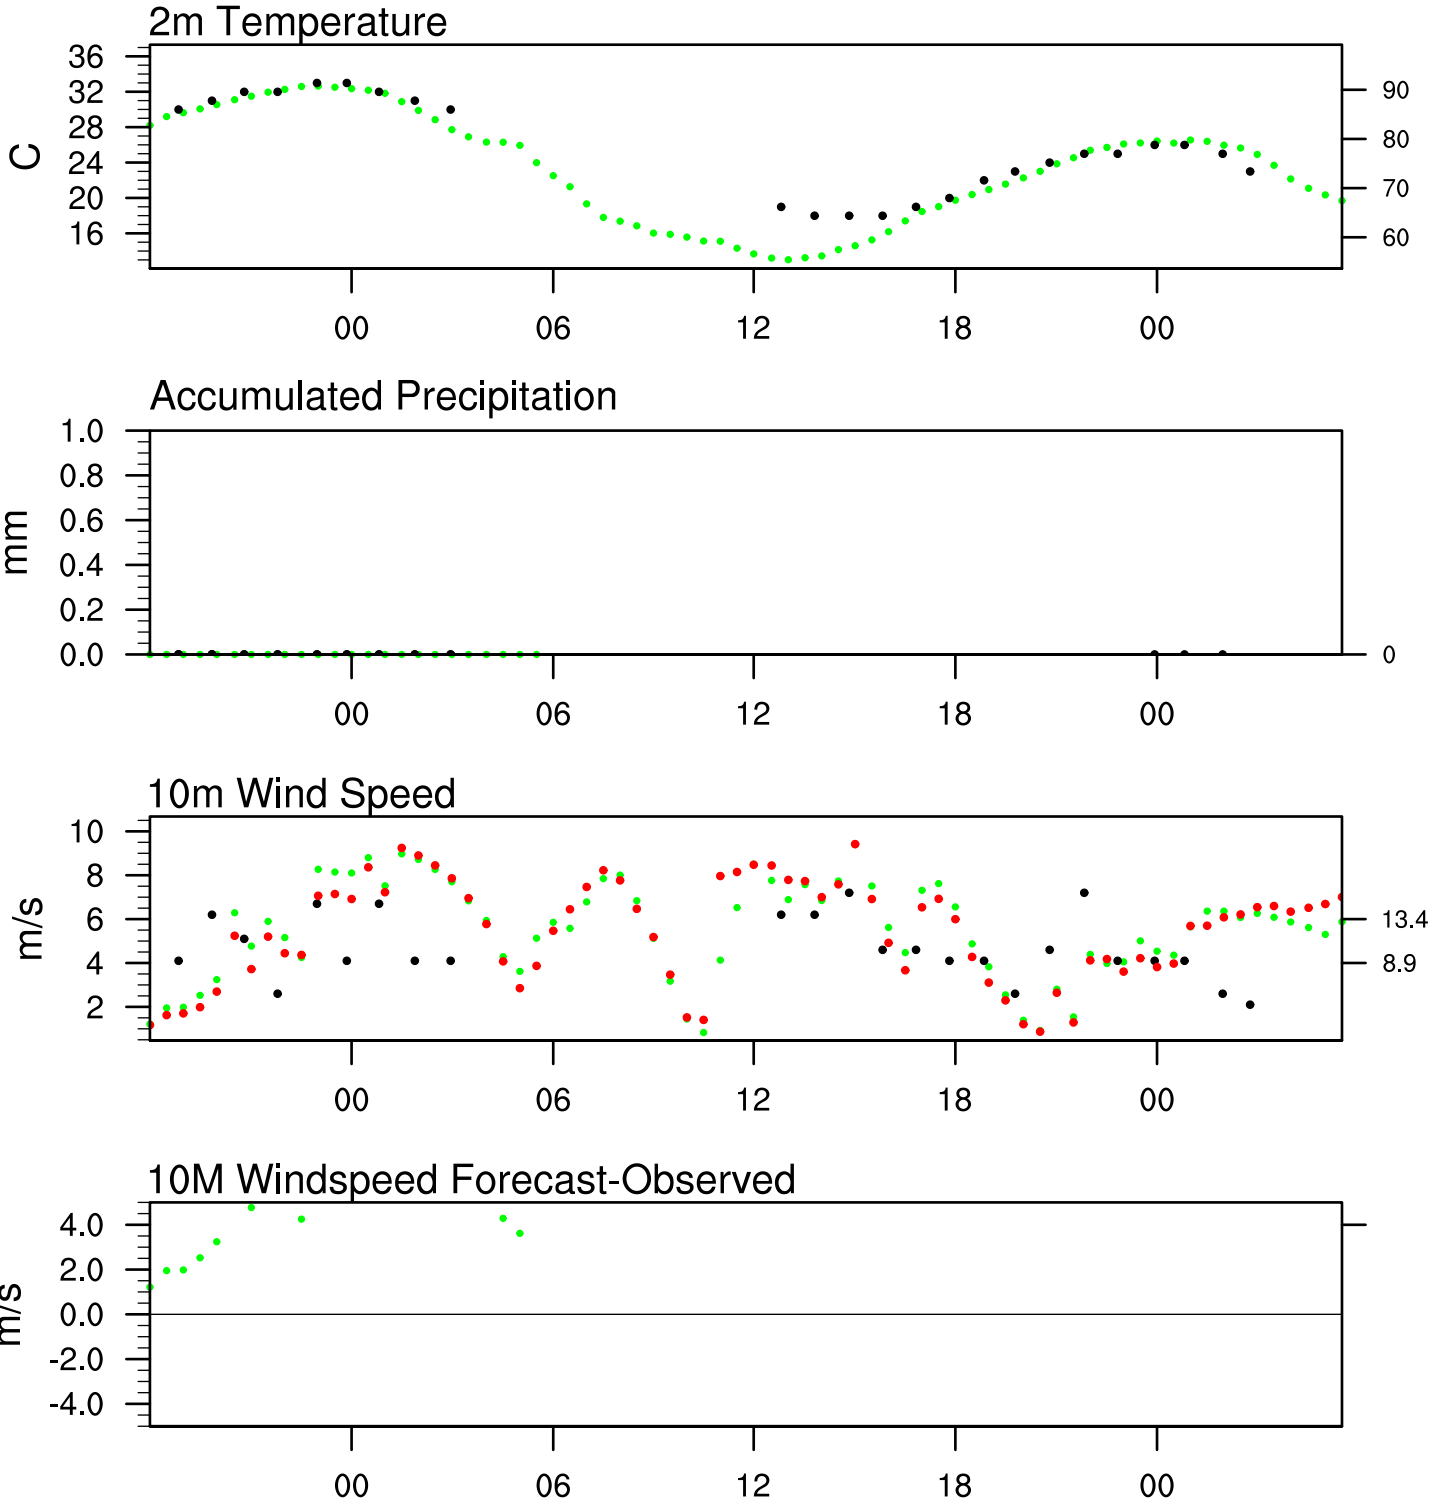 2m Temperature
36
32
28
24
20
16
C
90
80
70
60
00 06 12 18 00
Accumulated Precipitation
1.0
0.8
0.6
0.4
0.2
0.0
mm
0
00 06 12 18 00
10m Wind Speed
10
8
6
4
2
m/s
13.4
8.9
00 06 12 18 00
10M Windspeed Forecast-Observed
4.0
2.0
0.0
-2.0
-4.0
m/s
00 06 12 18 00